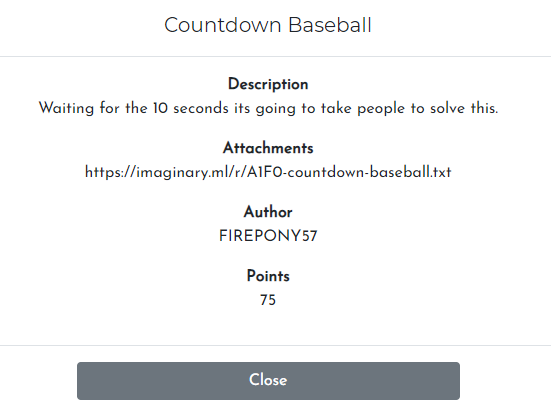 Countdown Baseball
Description
Waiting for the 10 seconds its going to take people to solve this.
Attachments
https://imaginary.ml/r/A1F0-countdown-baseball.txt
Author
FIREPONY57
Points
75
Close